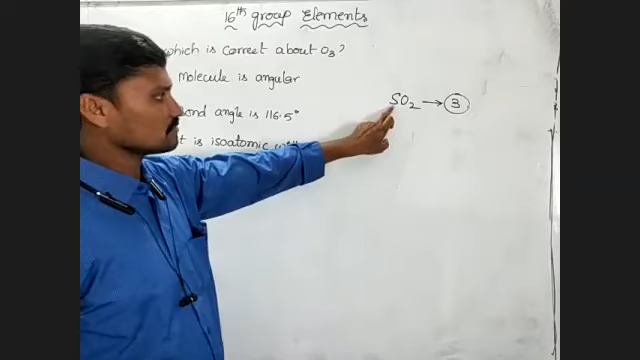 16th group Elements
which is correct about O3?
molecule is angular
SO2 → 3
bond angle is 116.5°
is isoatomic